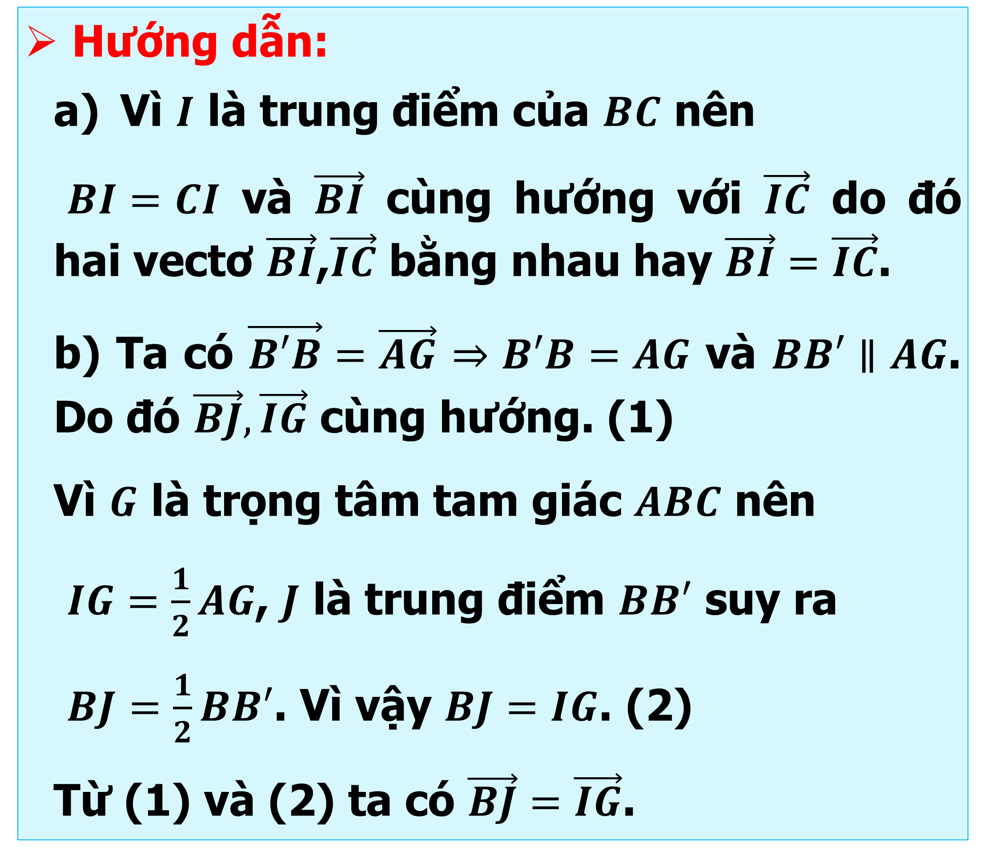 ➢ Hướng dẫn:
a) Vì $I$ là trung điểm của $BC$ nên
$BI = CI$ và $\overrightarrow{BI}$ cùng hướng với $\overrightarrow{IC}$ do đó
hai vectơ $\overrightarrow{BI}$,$\overrightarrow{IC}$ bằng nhau hay $\overrightarrow{BI} = \overrightarrow{IC}$.
b) Ta có $\overrightarrow{B'B} = \overrightarrow{AG} \Rightarrow B'B = AG$ và $BB' \parallel AG$.
Do đó $\overrightarrow{BJ}$, $\overrightarrow{IG}$ cùng hướng. (1)
Vì $G$ là trọng tâm tam giác $ABC$ nên
$IG = \frac{1}{2}AG$, $J$ là trung điểm $BB'$ suy ra
$BJ = \frac{1}{2}BB'$. Vì vậy $BJ = IG$. (2)
Từ (1) và (2) ta có $\overrightarrow{BJ} = \overrightarrow{IG}$.